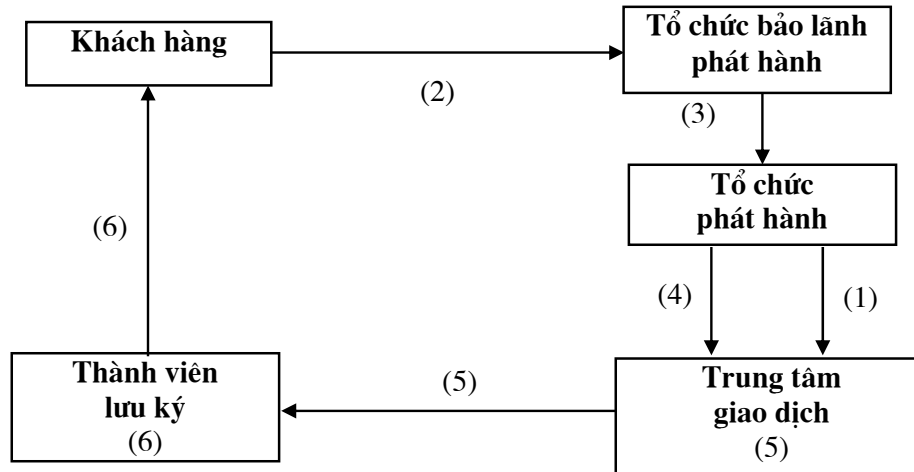 Khách hàng
Tổ chức bảo lãnh
phát hành
(2)
(3)
Tổ chức
phát hành
(6)
(4)
(1)
Thành viên
lưu ký
(6)
(5)
Trung tâm
giao dịch
(5)